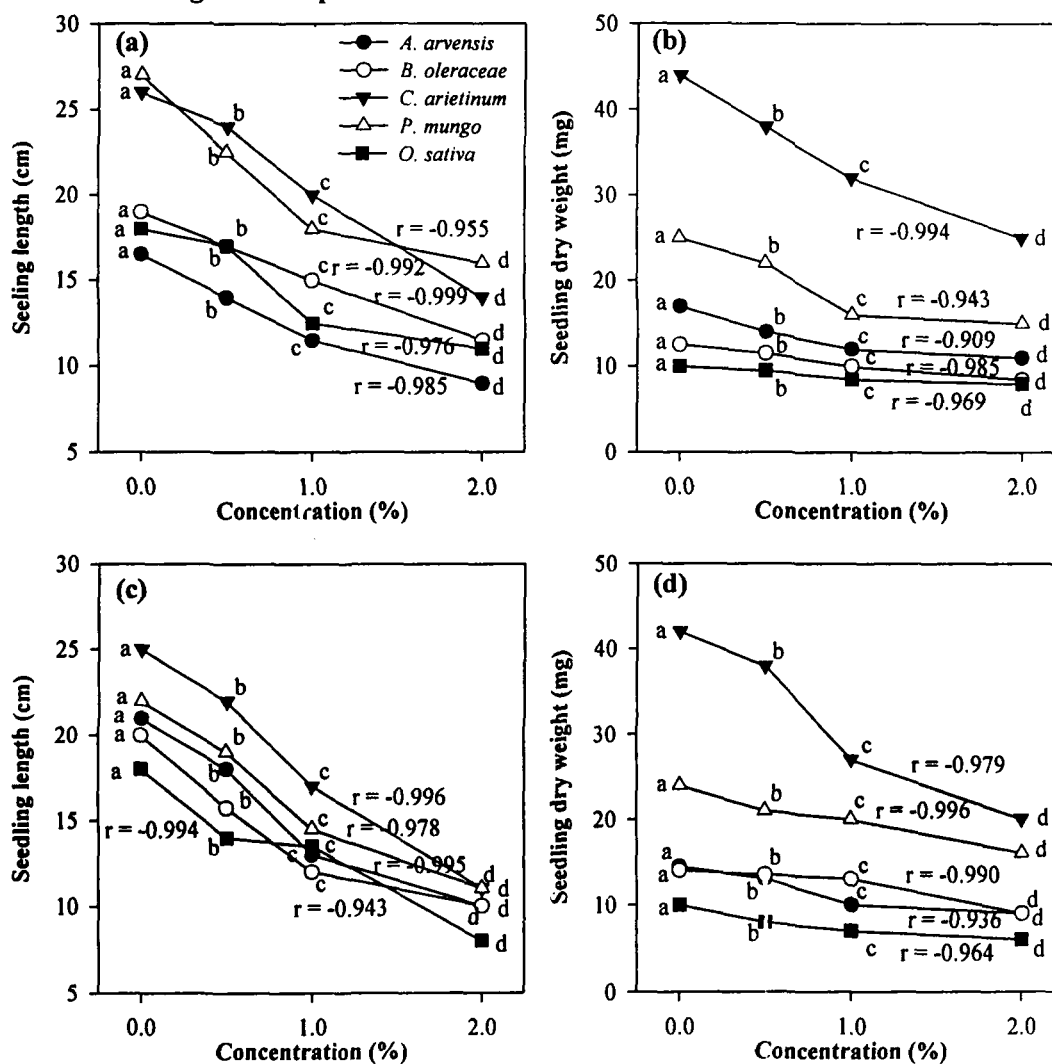 (a)
30
25
20
15
10
5
Seeling length (cm)
A. arvensis
B. oleraceae
C. arietinum
P. mungo
O. sativa
a
a
b
b
c
c
d
d
a
a
a
b
b
b
c
c
c
d
d
d
r = -0.955
r = -0.992
r = -0.999
r = -0.976
r = -0.985
0.0 1.0 2.0
Concentration (%)
(b)
50
40
30
20
10
0
Seedling dry weight (mg)
a
b
c
d
a
b
c
d
a
b
c
d
a
b
c
d
a
b
c
d
r = -0.994
r = -0.943
r = -0.909
r = -0.985
r = -0.969
0.0 1.0 2.0
Concentration (%)
(c)
30
25
20
15
10
5
Seedling length (cm)
a
a
a
a
a
b
b
b
b
c
c
c
c
c
d
d
d
d
d
r = -0.996
r = -0.978
r = -0.994
r = -0.995
r = -0.943
0.0 1.0 2.0
Concentration (%)
(d)
50
40
30
20
10
0
Seedling dry weight (mg)
a
b
c
d
a
b
c
d
a
a
b
b
c
c
d
d
a
b
c
d
r = -0.979
r = -0.996
r = -0.990
r = -0.936
r = -0.964
0.0 1.0 2.0
Concentration (%)